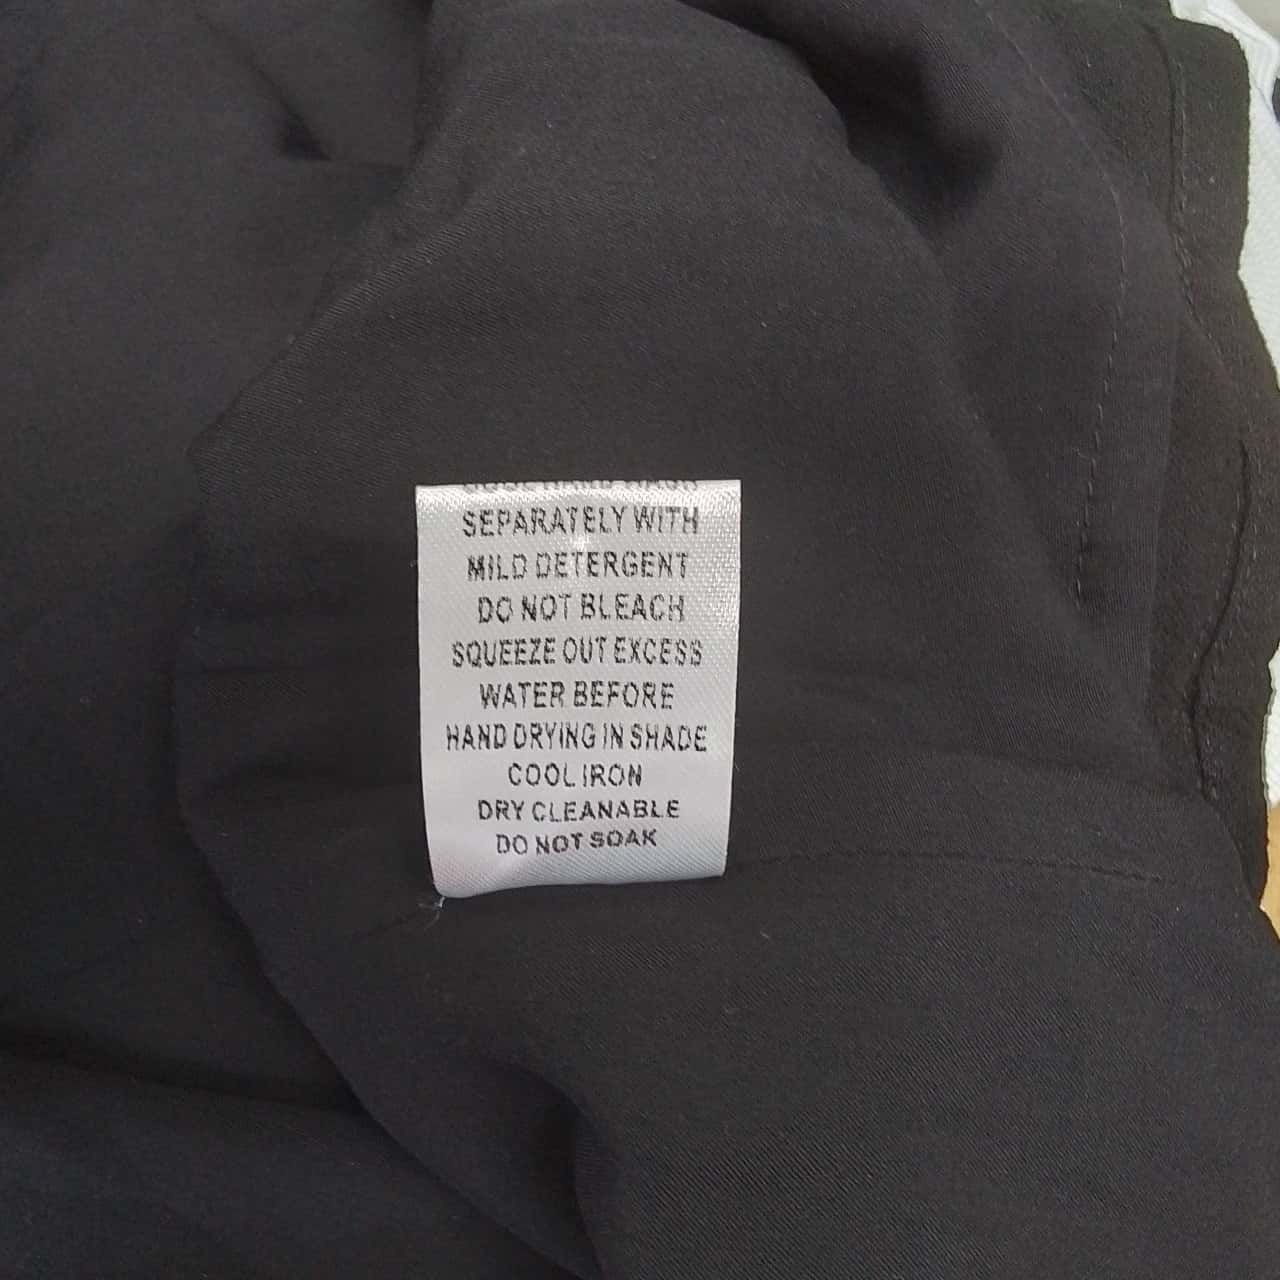 SEPARATELY WITH
MILD DETERGENT
DO NOT BLEACH
SQUEEZE OUT EXCESS
WATER BEFORE
HAND DRYING IN SHADE
COOL IRON
DRY CLEANABLE
DO NOT SOAK